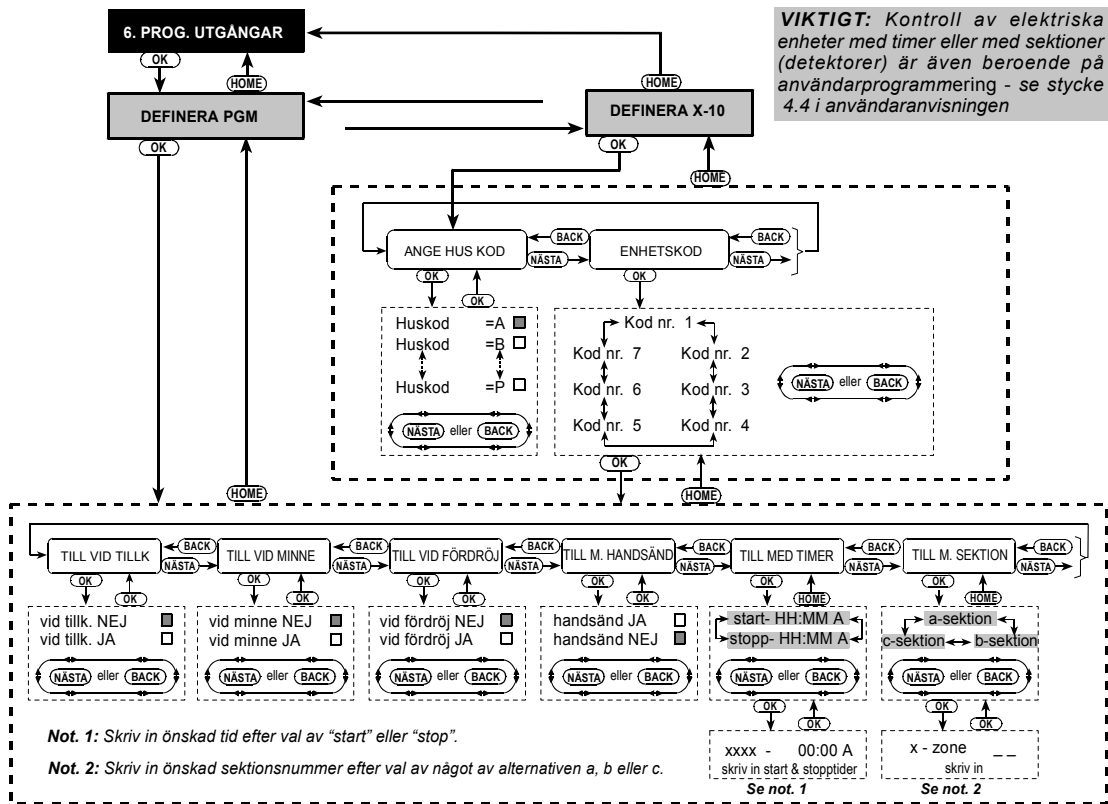 6. PROG. UTGÅNGAR
VIKTIGT: Kontroll av elektriska
enheter med timer eller med sektioner
(detektorer) är även beroende på
användarprogrammering - se stycke
4.4 i användaranvisningen
OK
HOME
HOME
DEFINERA PGM
DEFINERA X-10
OK
OK
HOME
HOME
ANGE HUS KOD
BACK
NÄSTA
ENHETSKOD
BACK
NÄSTA
OK
OK
OK
Huskod =A
Huskod =B
Huskod =P
NÄSTA eller BACK
Kod nr. 1
Kod nr. 7 Kod nr. 2
Kod nr. 6 Kod nr. 3
Kod nr. 5 Kod nr. 4
NÄSTA eller BACK
OK
HOME
HOME
TILL VID TILLK
BACK
NÄSTA
TILL VID MINNE
BACK
NÄSTA
TILL VID FÖRDRÖJ
BACK
NÄSTA
TILL M. HANDSÄND
BACK
NÄSTA
TILL MED TIMER
BACK
NÄSTA
TILL M. SEKTION
BACK
NÄSTA
OK
OK
OK
OK
OK
OK
OK
OK
OK
HOME
OK
HOME
vid tillk. NEJ
vid tillk. JA
NÄSTA eller BACK
vid minne NEJ
vid minne JA
NÄSTA eller BACK
vid fördröj NEJ
vid fördröj JA
NÄSTA eller BACK
handsänd JA
handsänd NEJ
NÄSTA eller BACK
start- HH:MM A
stopp- HH:MM A
NÄSTA eller BACK
a-sektion
c-sektion b-sektion
NÄSTA eller BACK
OK
OK
OK
OK
Not. 1: Skriv in önskad tid efter val av “start” eller “stop”.
Not. 2: Skriv in önskad sektionsnummer efter val av något av alternativen a, b eller c.
xxxx - 00:00 A
skriv in start & stopptider
Se not. 1
x - zone _ _
skriv in
Se not. 2